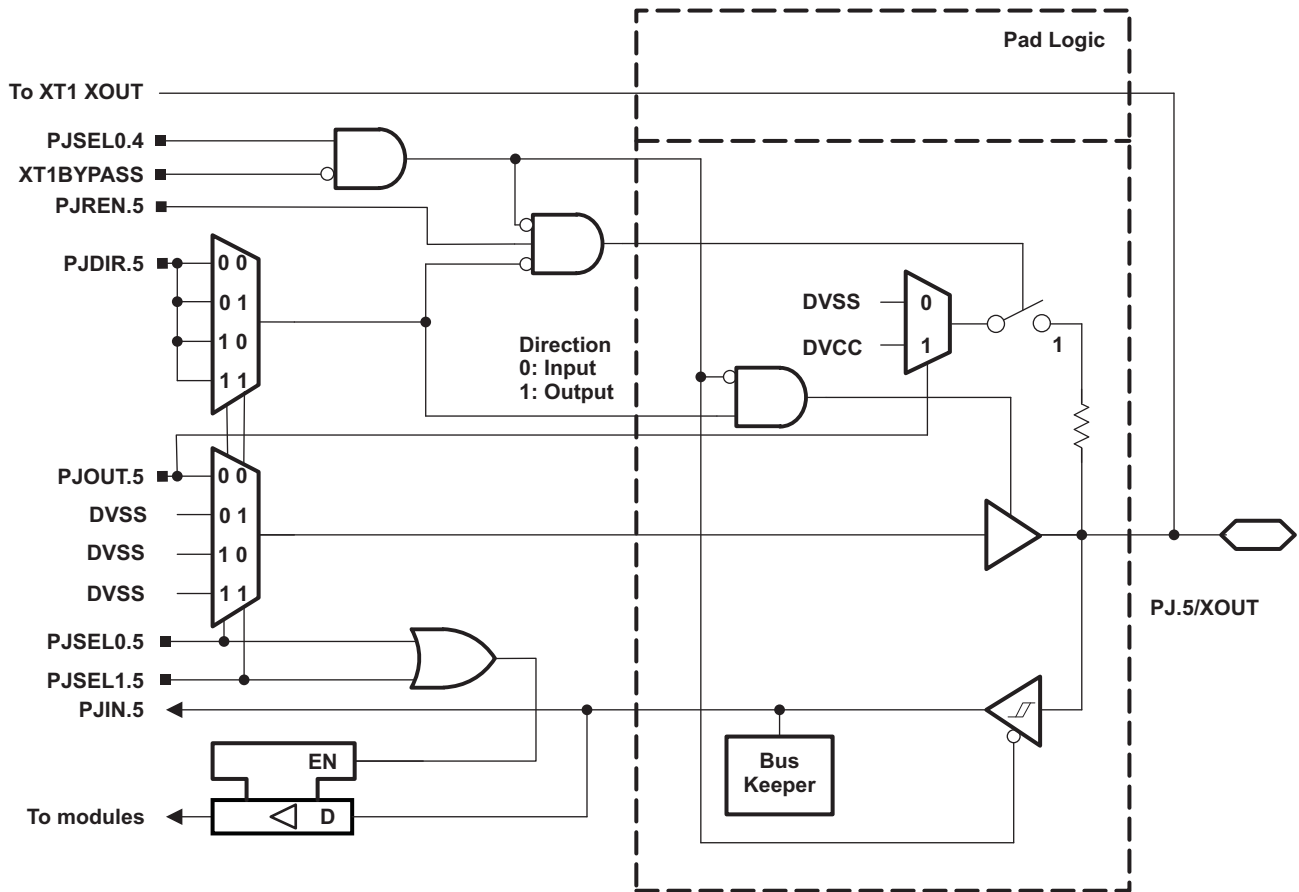 Pad Logic
To XT1 XOUT
PJSEL0.4
XT1BYPASS
PJREN.5
PJDIR.5
0 0
0 1
1 0
1 1
DVSS
0
DVCC
1
1
Direction
0: Input
1: Output
PJOUT.5
0 0
DVSS
0 1
DVSS
1 0
DVSS
1 1
PJ.5/XOUT
PJSEL0.5
PJSEL1.5
PJIN.5
EN
Bus
Keeper
To modules
D